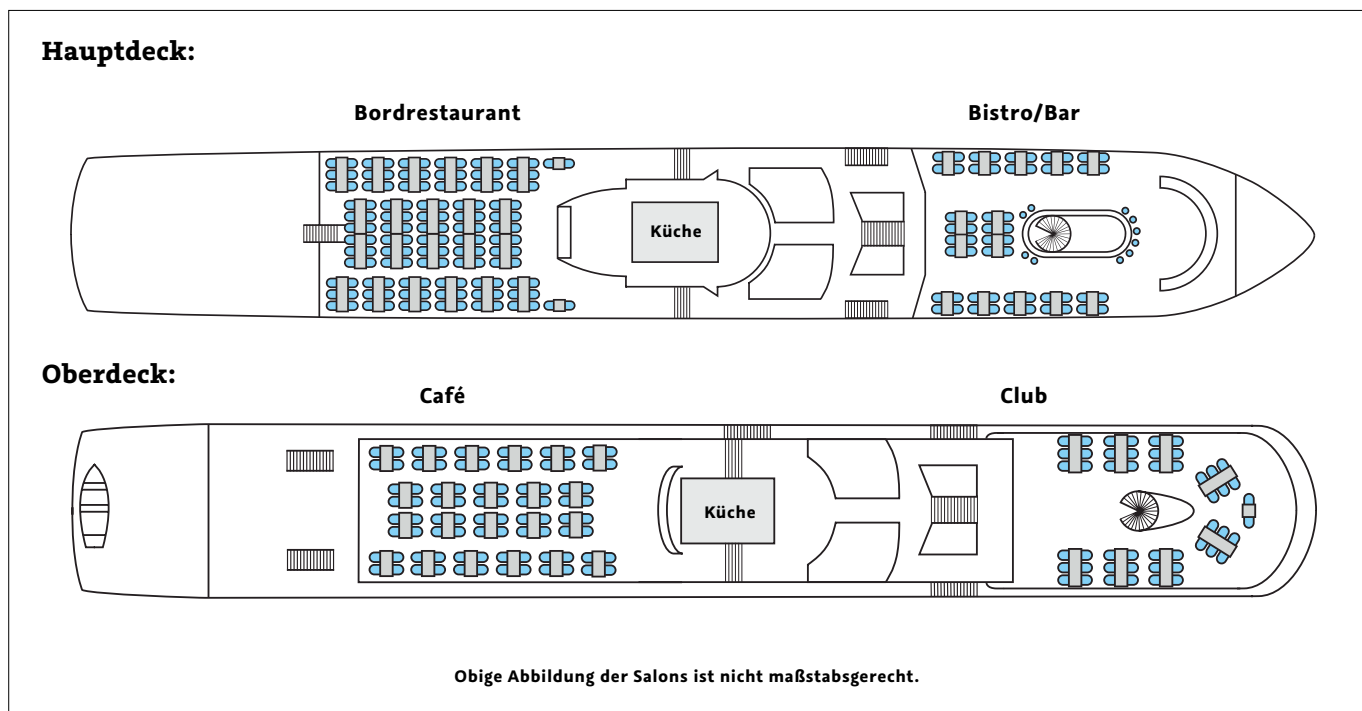 Hauptdeck:
Bordrestaurant
Bistro/Bar
Küche
Oberdeck:
Café
Club
Küche
Obige Abbildung der Salons ist nicht maßstabsgerecht.